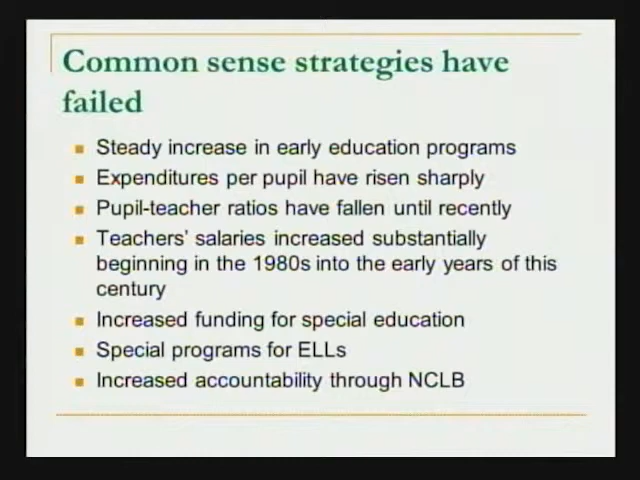 Common sense strategies have
failed
Steady increase in early education programs
Expenditures per pupil have risen sharply
Pupil-teacher ratios have fallen until recently
Teachers' salaries increased substantially
beginning in the 1980s into the early years of this
century
Increased funding for special education
Special programs for ELLs
Increased accountability through NCLB